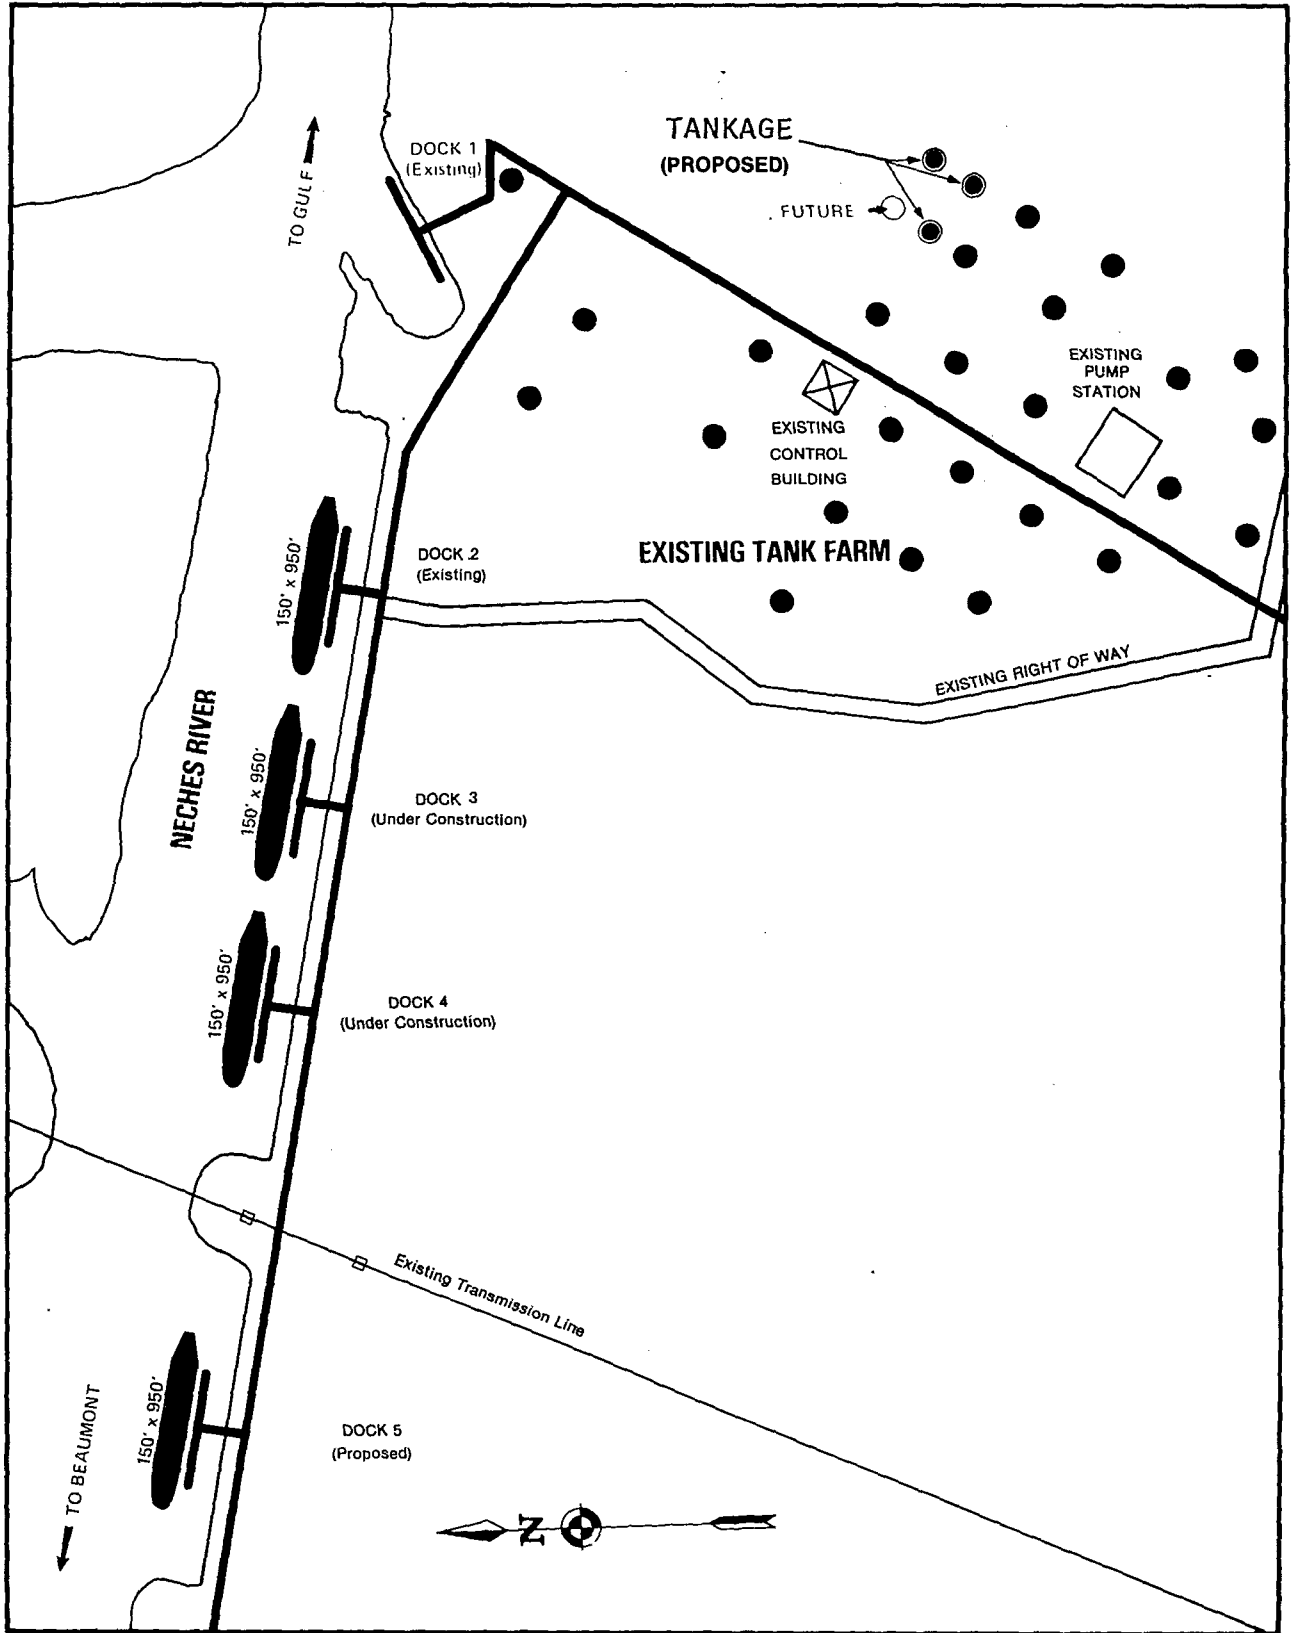 TANKAGE
(PROPOSED)
DOCK 1
(Existing)
TO GULF
FUTURE
EXISTING
PUMP
STATION
EXISTING
CONTROL
BUILDING
EXISTING TANK FARM
DOCK 2
(Existing)
150' x 950'
EXISTING RIGHT OF WAY
NECHES RIVER
150' x 950'
DOCK 3
(Under Construction)
150' x 950'
DOCK 4
(Under Construction)
Existing Transmission Line
150' x 950'
DOCK 5
(Proposed)
TO BEAUMONT
N